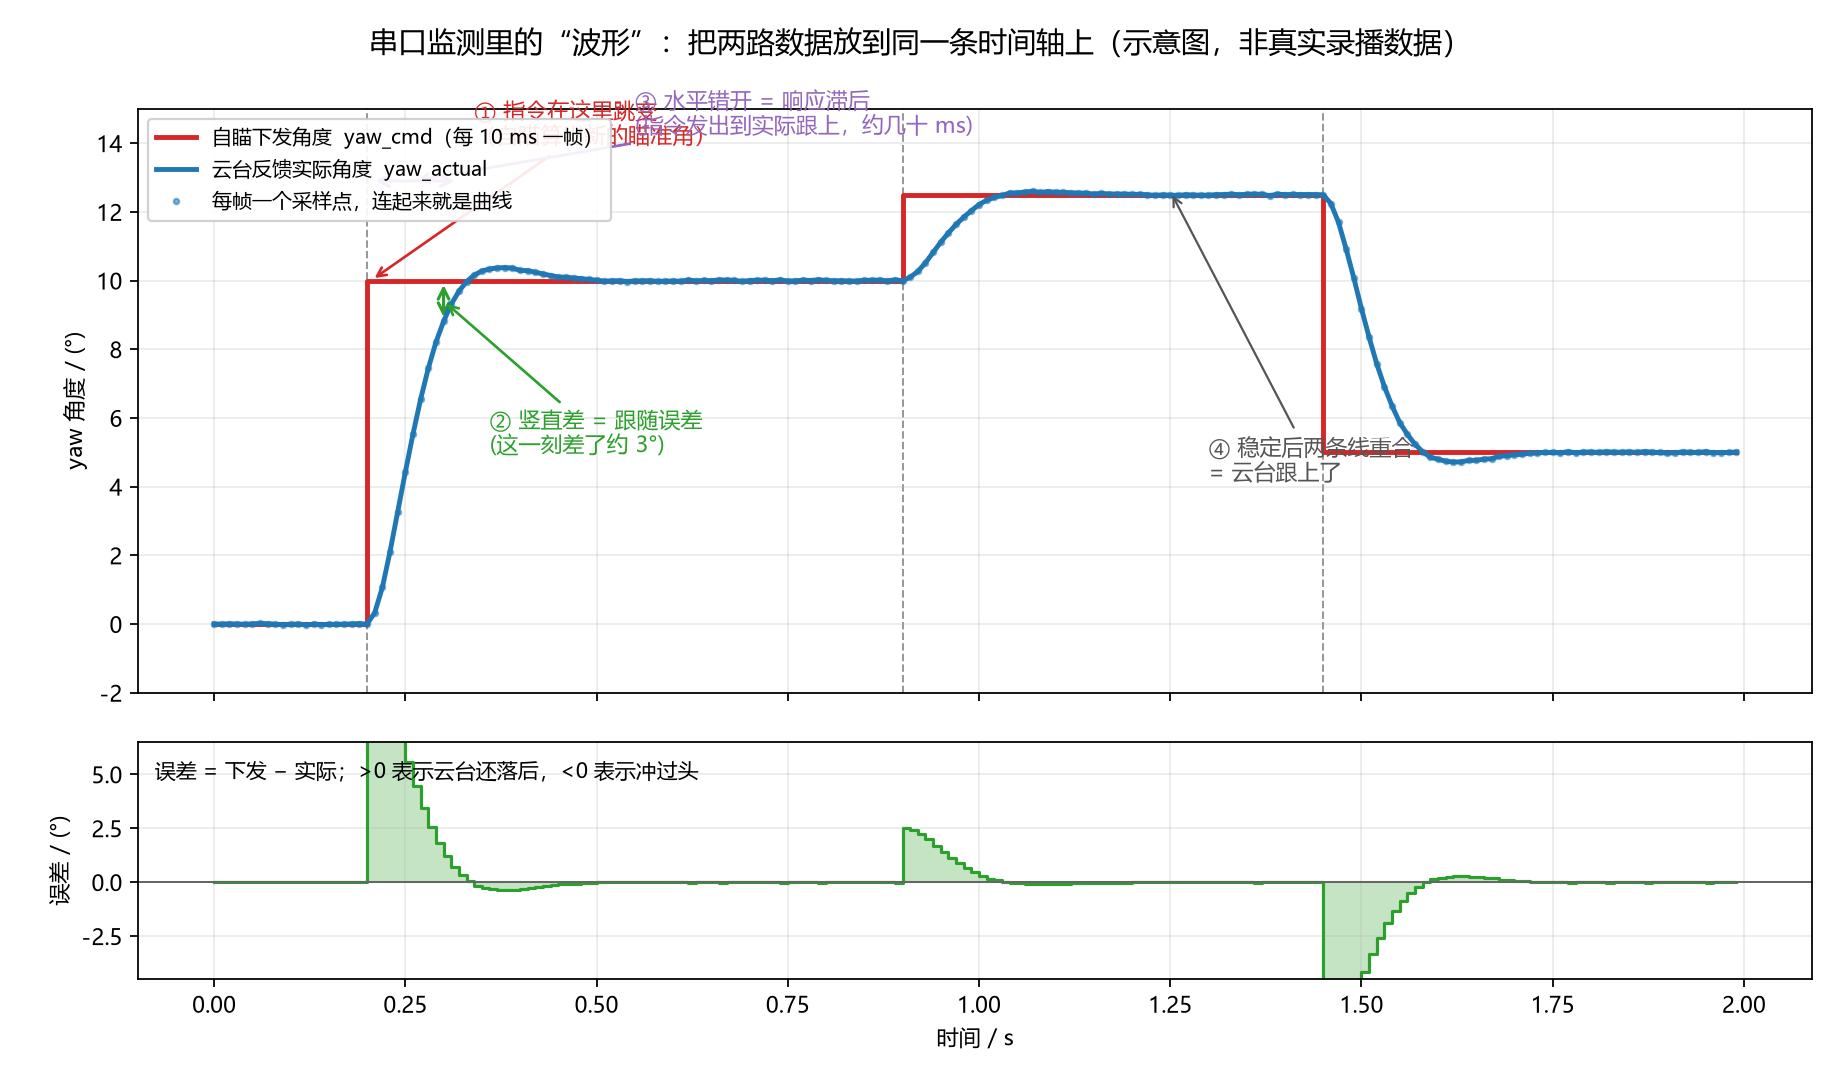 串口监测里的“波形”：把两路数据放到同一条时间轴上（示意图，非真实录播数据）
① 指令在这里跳变
的瞄准角）
③ 水平错开 = 响应滞后
(指令发出到实际跟上，约几十 ms)
自瞄下发角度 yaw_cmd（每 10 ms 一帧）
云台反馈实际角度 yaw_actual
每帧一个采样点，连起来就是曲线
② 竖直差 = 跟随误差
(这一刻差了约 3°)
④ 稳定后两条线重合
= 云台跟上了
yaw 角度 / (°)
14
12
10
8
6
4
2
0
-2
误差 = 下发 − 实际；>0 表示云台还落后，<0 表示冲过头
误差 / (°)
5.0
2.5
0.0
-2.5
0.00 0.25 0.50 0.75 1.00 1.25 1.50 1.75 2.00
时间 / s